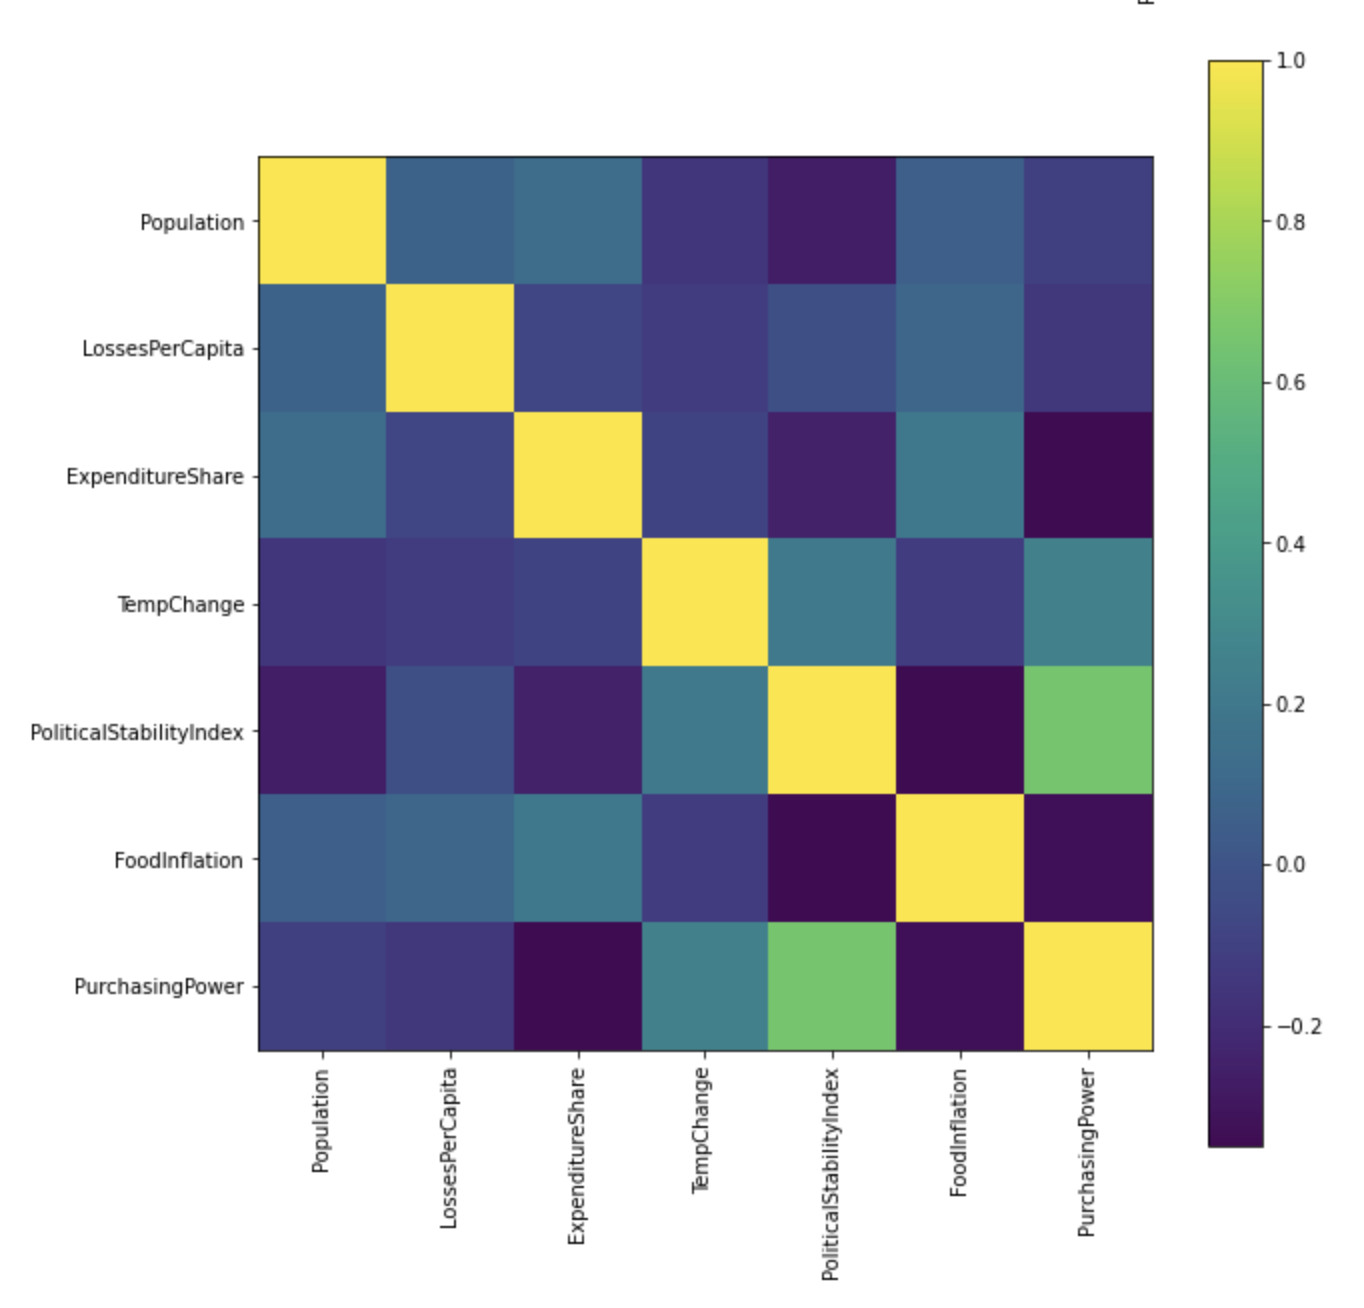 1.0
0.8
0.6
0.4
0.2
0.0
−0.2
Population
LossesPerCapita
ExpenditureShare
TempChange
PoliticalStabilityIndex
FoodInflation
PurchasingPower
Population
LossesPerCapita
ExpenditureShare
TempChange
PoliticalStabilityIndex
FoodInflation
PurchasingPower